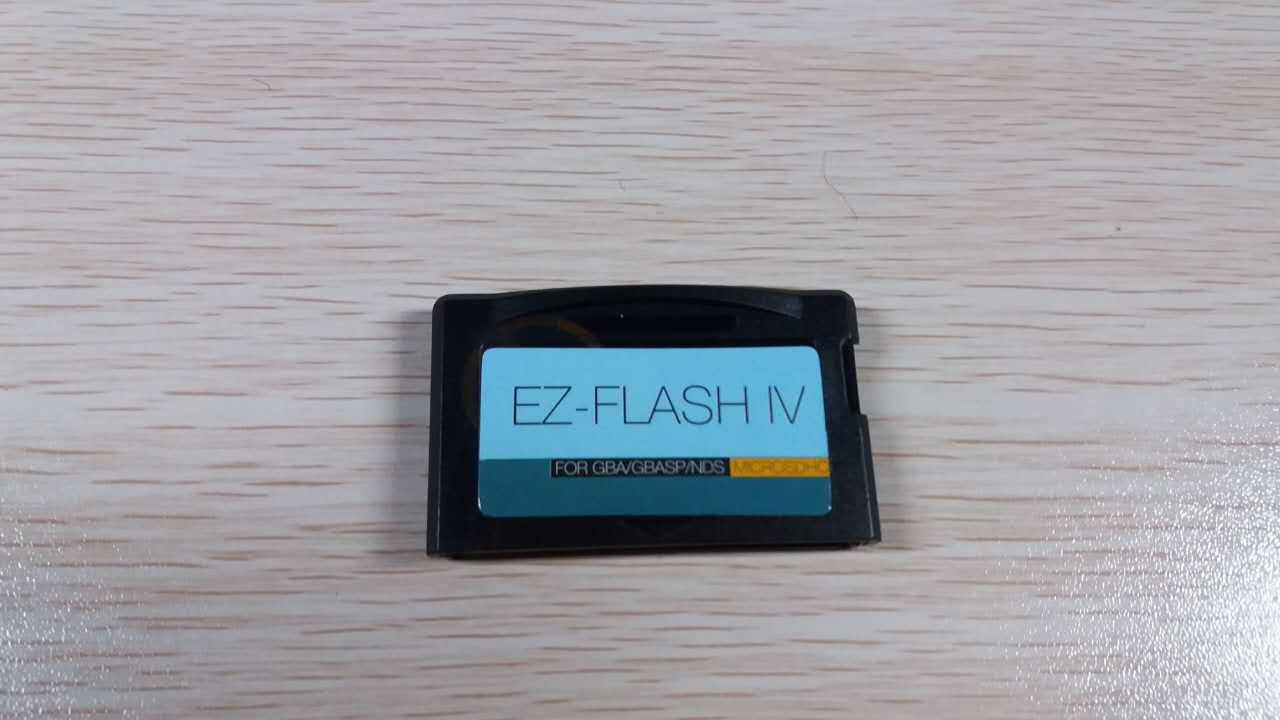 EZ-FLASH IV
FOR GBA/GBASP/NDS MICROSDHC